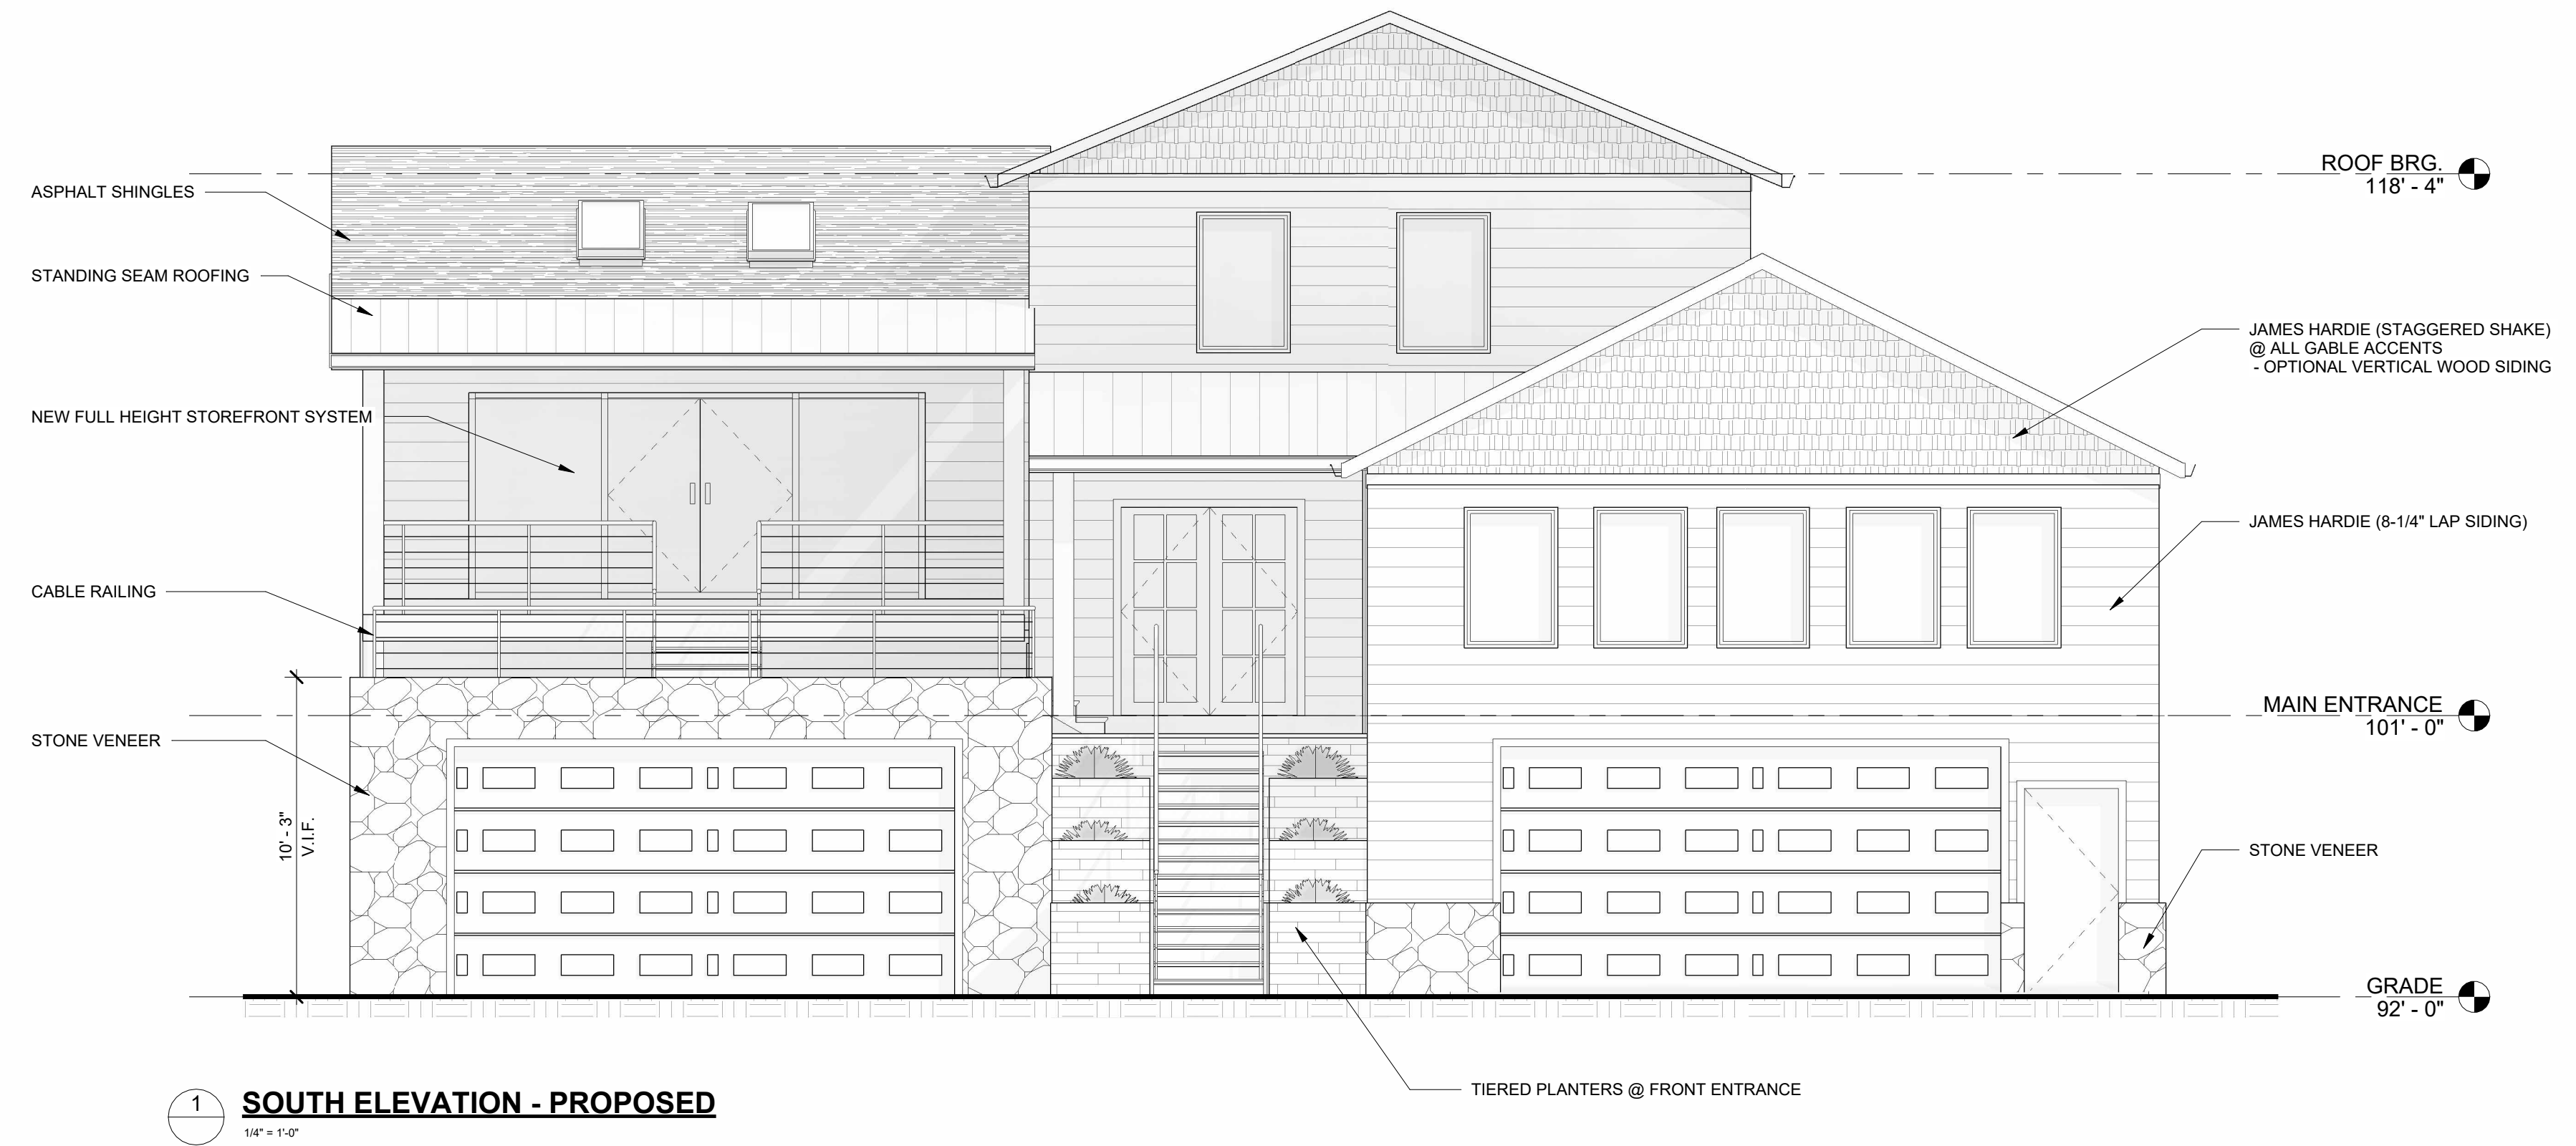 ASPHALT SHINGLES
STANDING SEAM ROOFING
NEW FULL HEIGHT STOREFRONT SYSTEM
CABLE RAILING
STONE VENEER
10' - 3"
V.I.F.
ROOF BRG.
118' - 4"
JAMES HARDIE (STAGGERED SHAKE)
@ ALL GABLE ACCENTS
- OPTIONAL VERTICAL WOOD SIDING
JAMES HARDIE (8-1/4" LAP SIDING)
MAIN ENTRANCE
101' - 0"
STONE VENEER
GRADE
92' - 0"
TIERED PLANTERS @ FRONT ENTRANCE
1
SOUTH ELEVATION - PROPOSED
1/4" = 1'-0"